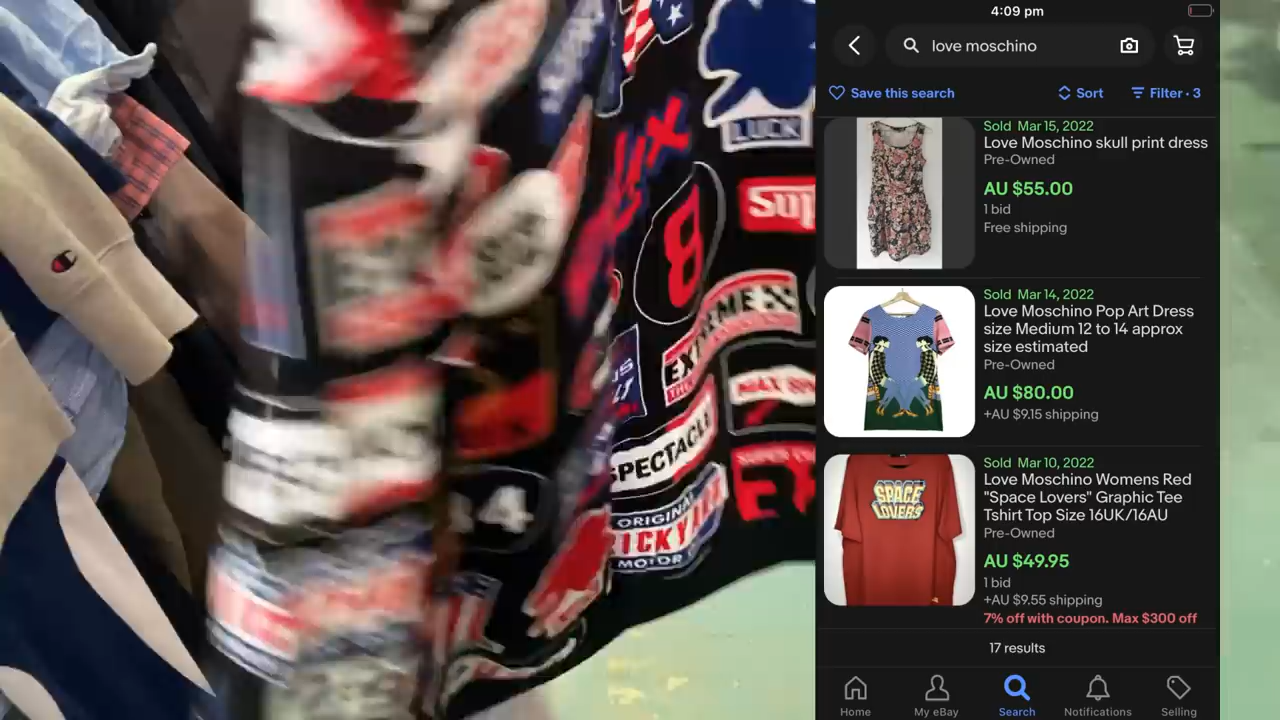 LUCK
8
EXTREME
MAX
SPECTACL
4
ORIGINAL
MOTOR
4:09 pm
love moschino
Save this search
Sort
Filter · 3
Sold Mar 15, 2022
Love Moschino skull print dress
Pre-Owned
AU $55.00
1 bid
Free shipping
Sold Mar 14, 2022
Love Moschino Pop Art Dress
size Medium 12 to 14 approx
size estimated
Pre-Owned
AU $80.00
+AU $9.15 shipping
SPACE
LOVERS
Sold Mar 10, 2022
Love Moschino Womens Red
"Space Lovers" Graphic Tee
Tshirt Top Size 16UK/16AU
Pre-Owned
AU $49.95
1 bid
+AU $9.55 shipping
7% off with coupon. Max $300 off
17 results
Home
My eBay
Search
Notifications
Selling